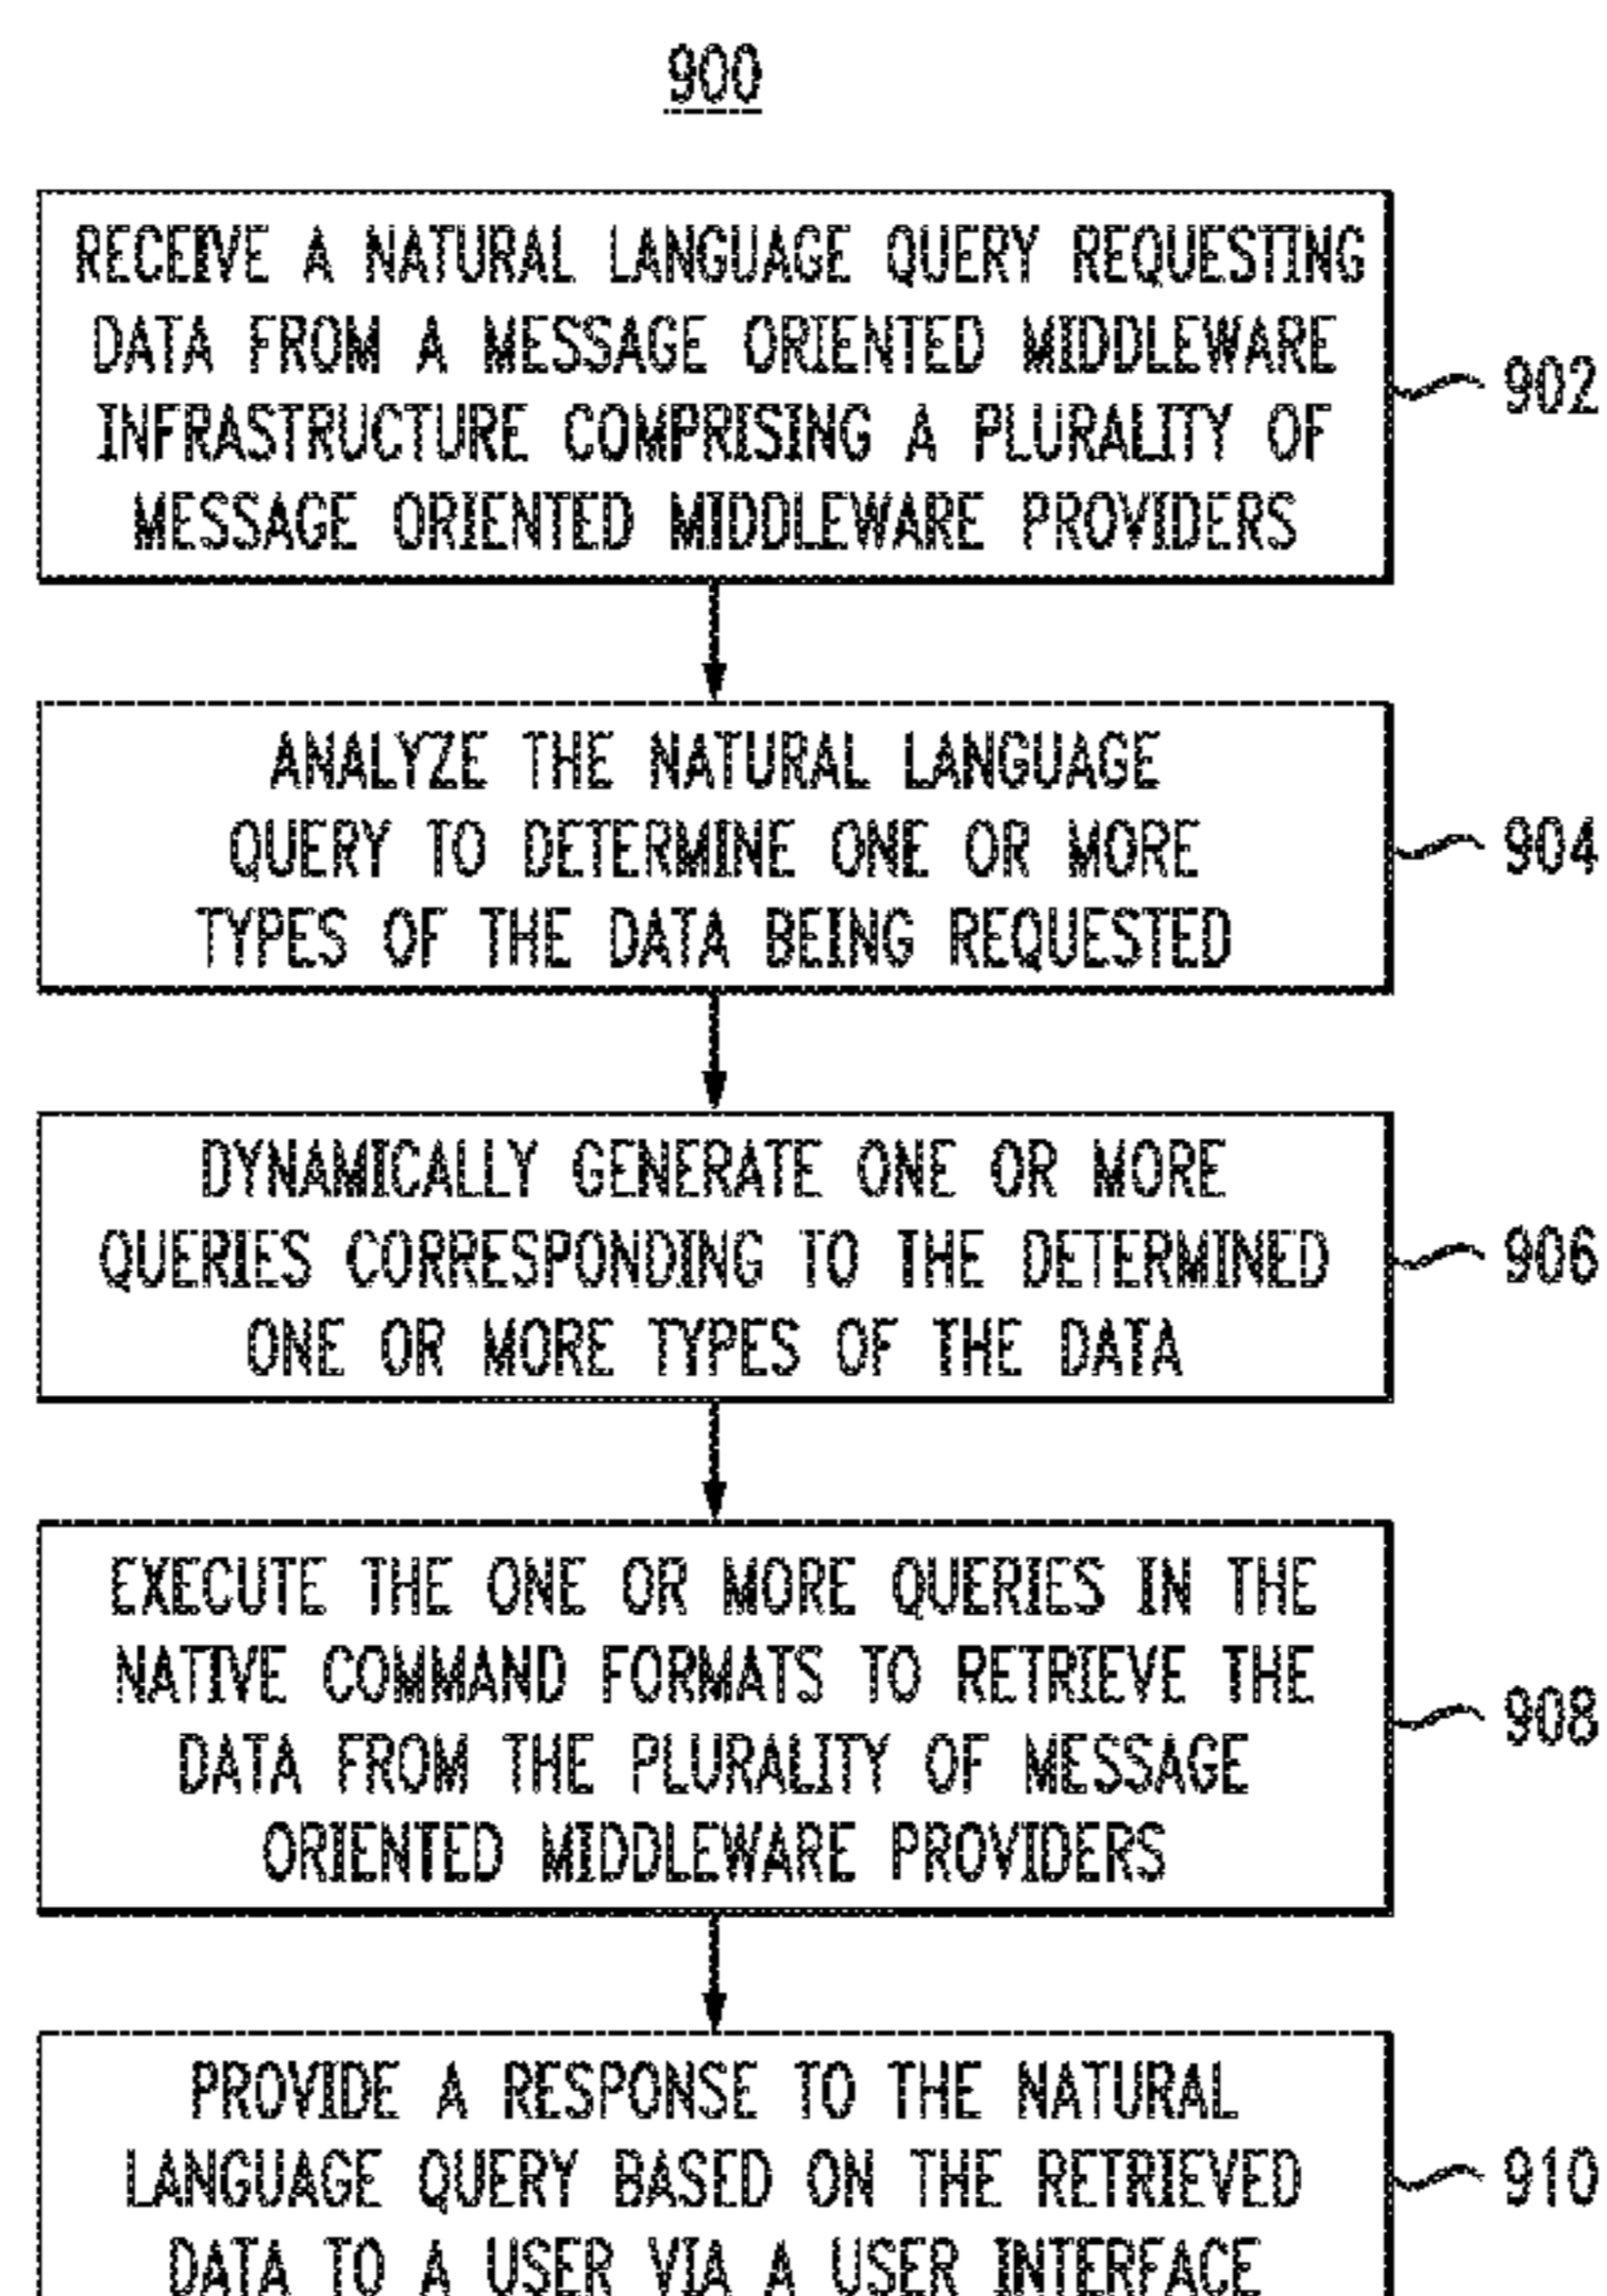 900
RECEIVE A NATURAL LANGUAGE QUERY REQUESTING
DATA FROM A MESSAGE ORIENTED MIDDLEWARE
INFRASTRUCTURE COMPRISING A PLURALITY OF
MESSAGE ORIENTED MIDDLEWARE PROVIDERS
902
ANALYZE THE NATURAL LANGUAGE
QUERY TO DETERMINE ONE OR MORE
TYPES OF THE DATA BEING REQUESTED
904
DYNAMICALLY GENERATE ONE OR MORE
QUERIES CORRESPONDING TO THE DETERMINED
ONE OR MORE TYPES OF THE DATA
906
EXECUTE THE ONE OR MORE QUERIES IN THE
NATIVE COMMAND FORMATS TO RETRIEVE THE
DATA FROM THE PLURALITY OF MESSAGE
ORIENTED MIDDLEWARE PROVIDERS
908
PROVIDE A RESPONSE TO THE NATURAL
LANGUAGE QUERY BASED ON THE RETRIEVED
DATA TO A USER VIA A USER INTERFACE
910